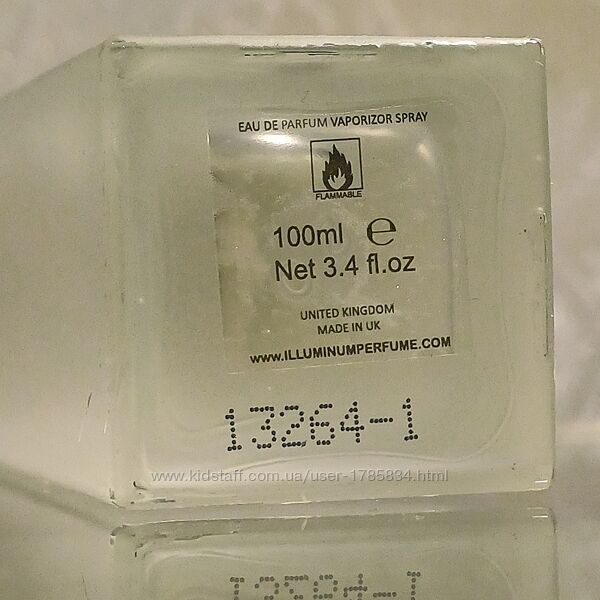 EAU DE PARFUM VAPORIZOR SPRAY
FLAMMABLE
100ml e
Net 3.4 fl.oz
UNITED KINGDOM
MADE IN UK
www.ILLUMINUMPERFUME.COM
13264-1
www.kidstaff.com.ua/user-1785834.html